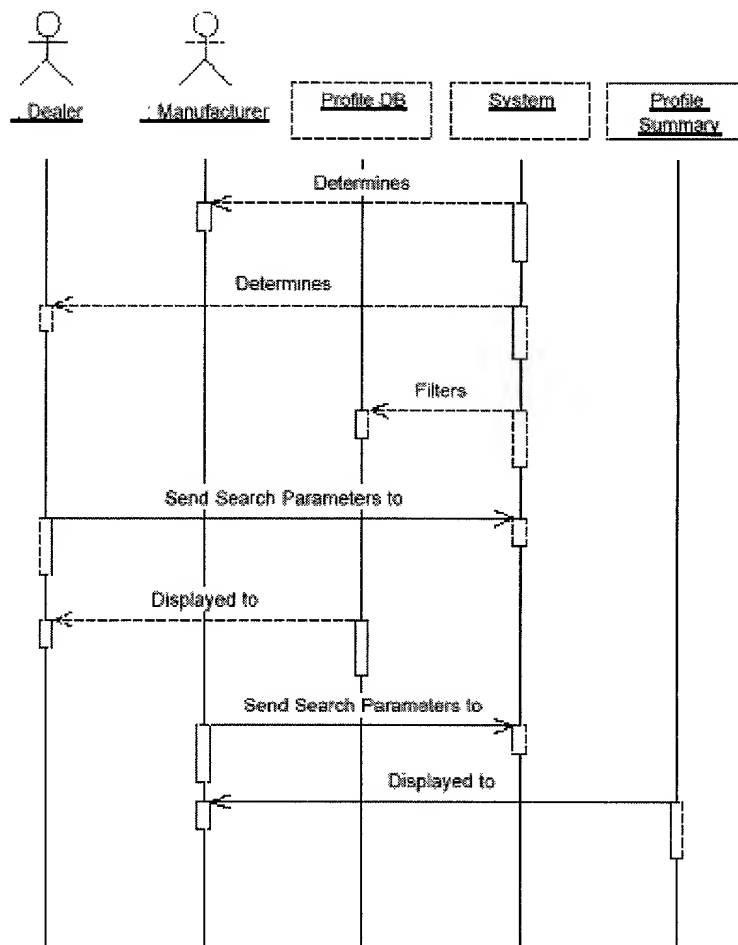 : Dealer
: Manufacturer
Profile DB
System
Profile
Summary
Determines
Determines
Filters
Send Search Parameters to
Displayed to
Send Search Parameters to
Displayed to